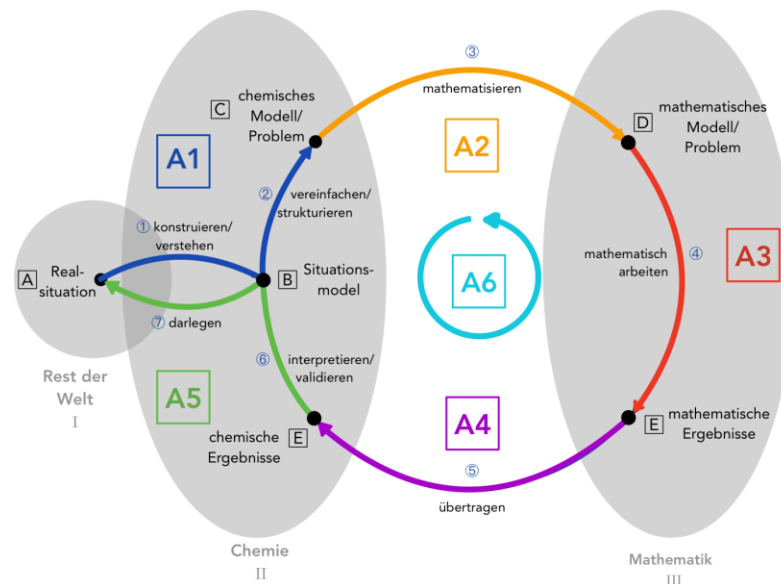 ③
mathematisieren
C
chemisches
Modell/
Problem
D
mathematisches
Modell/
Problem
A1
A2
②
vereinfachen/
strukturieren
① konstruieren/
verstehen
A
Real-
situation
B
Situations-
model
mathematisch
arbeiten
④
A3
A6
⑦ darlegen
⑥
interpretieren/
validieren
Rest der
Welt
I
A5
chemische
Ergebnisse
E
A4
E
mathematische
Ergebnisse
⑤
übertragen
Chemie
II
Mathematik
III